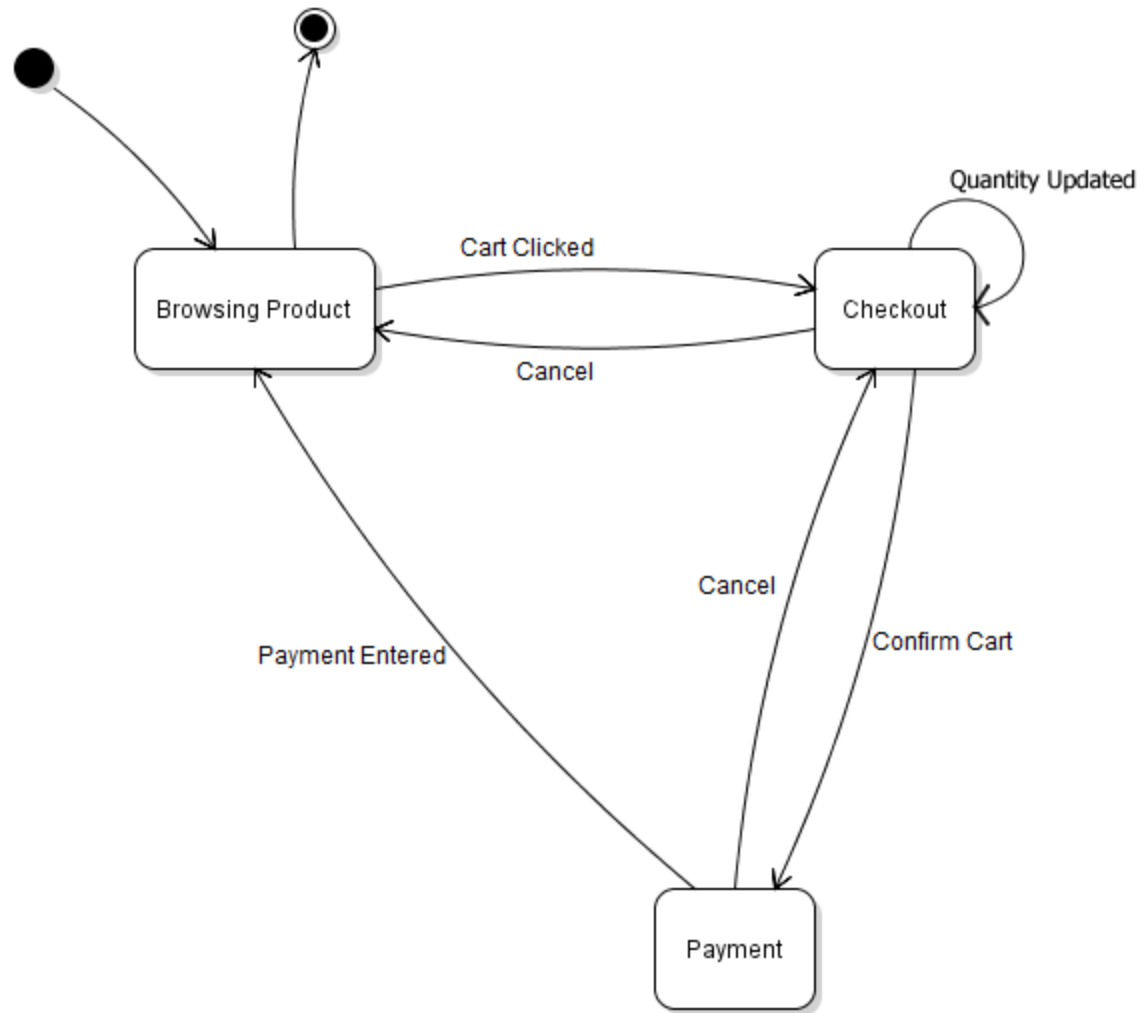 Quantity Updated
Cart Clicked
Browsing Product
Checkout
Cancel
Cancel
Confirm Cart
Payment Entered
Payment